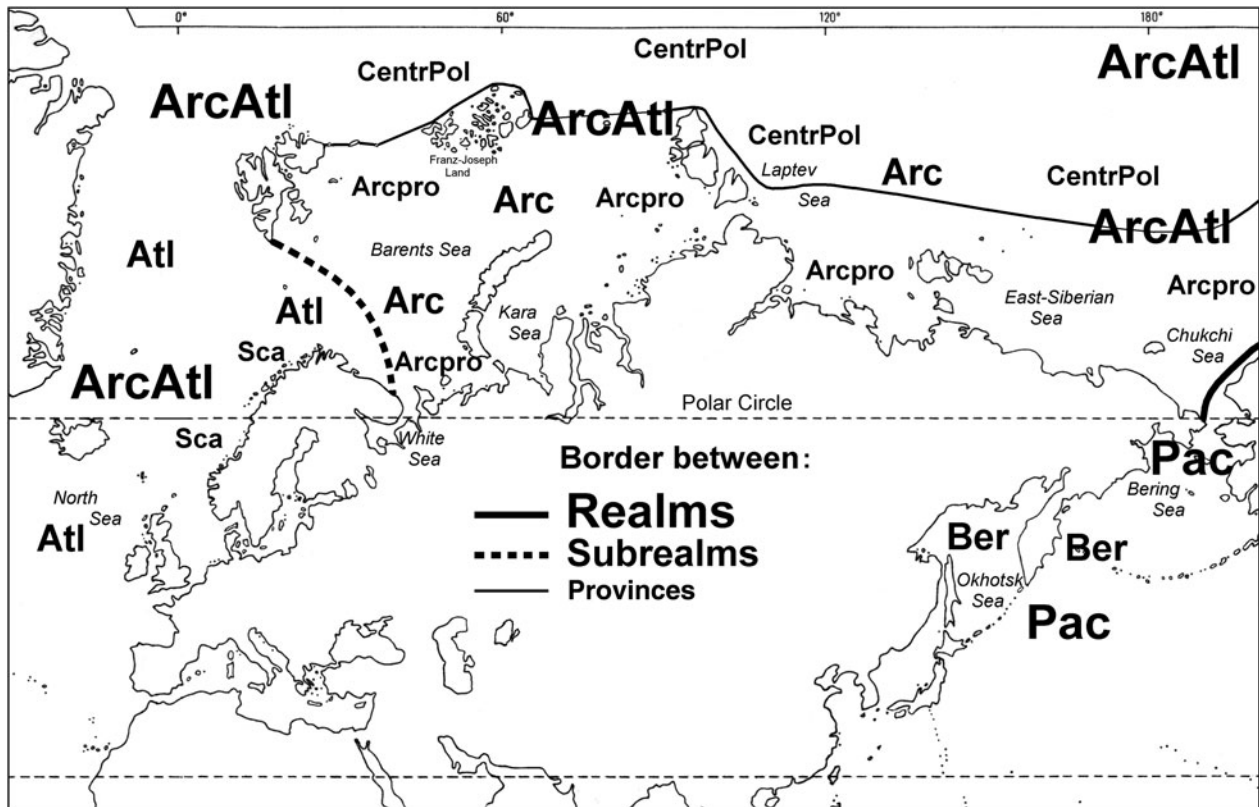 0°
60°
120°
180°
CentrPol
CentrPol
ArcAtl
ArcAtl
ArcAtl
CentrPol
Franz-Joseph
Land
Laptev
Sea
Arcpro
Arc
Arcpro
Arc
CentrPol
ArcAtl
Atl
Barents Sea
Arcpro
Arcpro
Atl
Arc
Kara
Sea
East-Siberian
Sea
Chukchi
Sea
Sca
Arcpro
ArcAtl
Polar Circle
Sca
White
Sea
Border between:
Pac
North
Sea
Bering
Sea
Realms
Atl
Ber
Ber
Subrealms
Okhotsk
Sea
Provinces
Pac